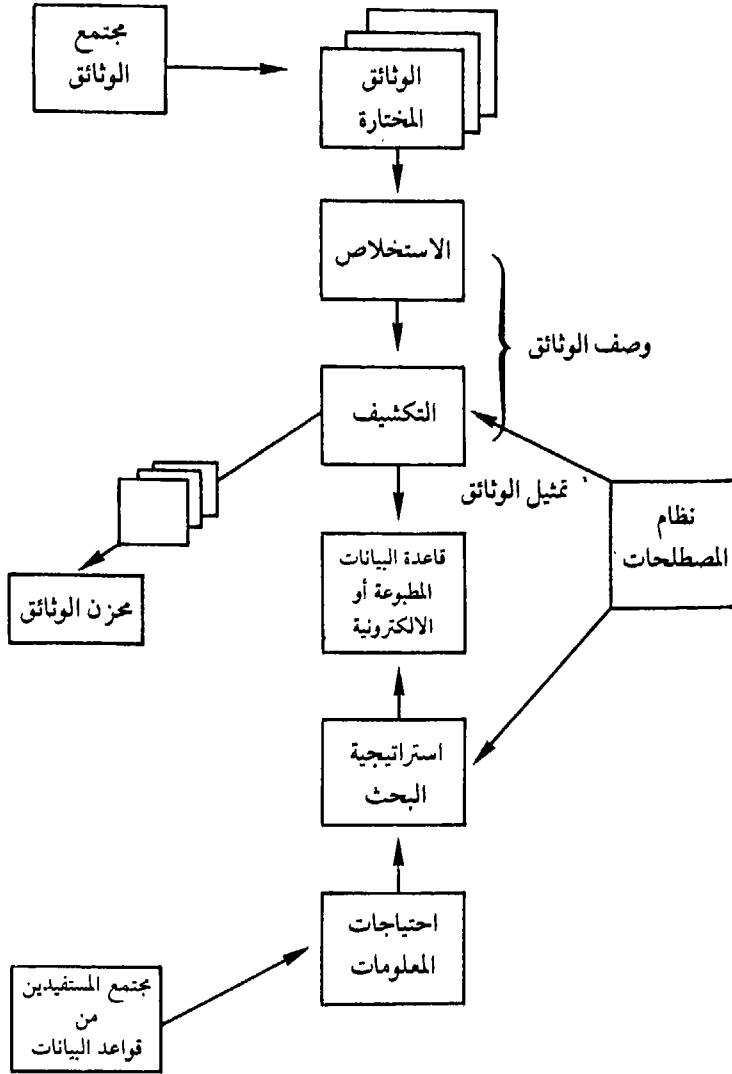 مجتمع
الوثائق
الوثائق
المختارة
الاستخلاص
وصف الوثائق
التكشيف
تمثيل الوثائق
نظام
المصطلحات
قاعدة البيانات
المطبوعة أو
الالكترونية
محزن الوثائق
استراتيجية
البحث
احتياجات
المعلومات
مجتمع المستفيدين
من
قواعد البيانات